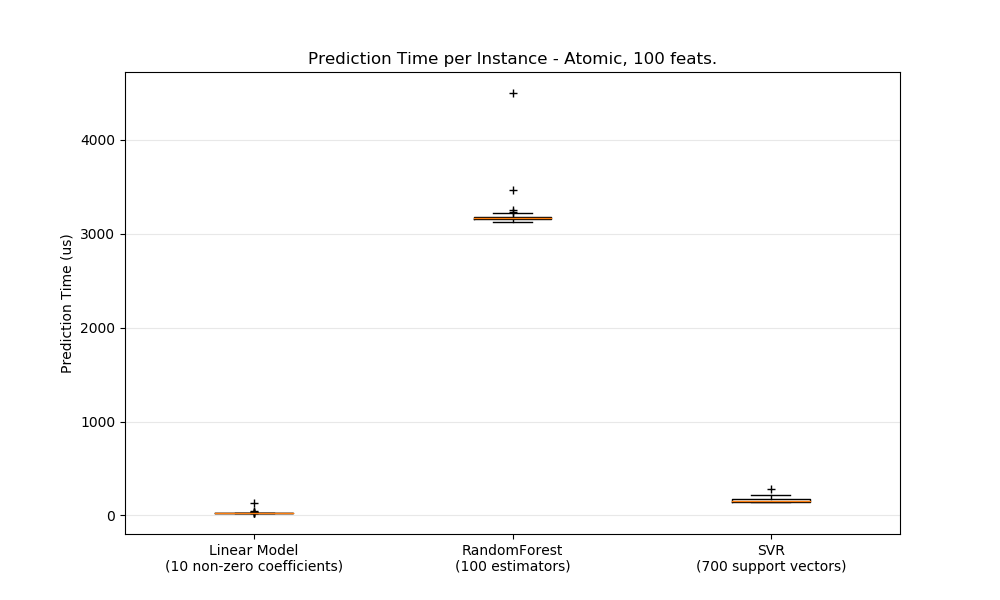 Prediction Time per Instance - Atomic, 100 feats.
Prediction Time (us)
4000
3000
2000
1000
0
Linear Model
(10 non-zero coefficients)
RandomForest
(100 estimators)
SVR
(700 support vectors)